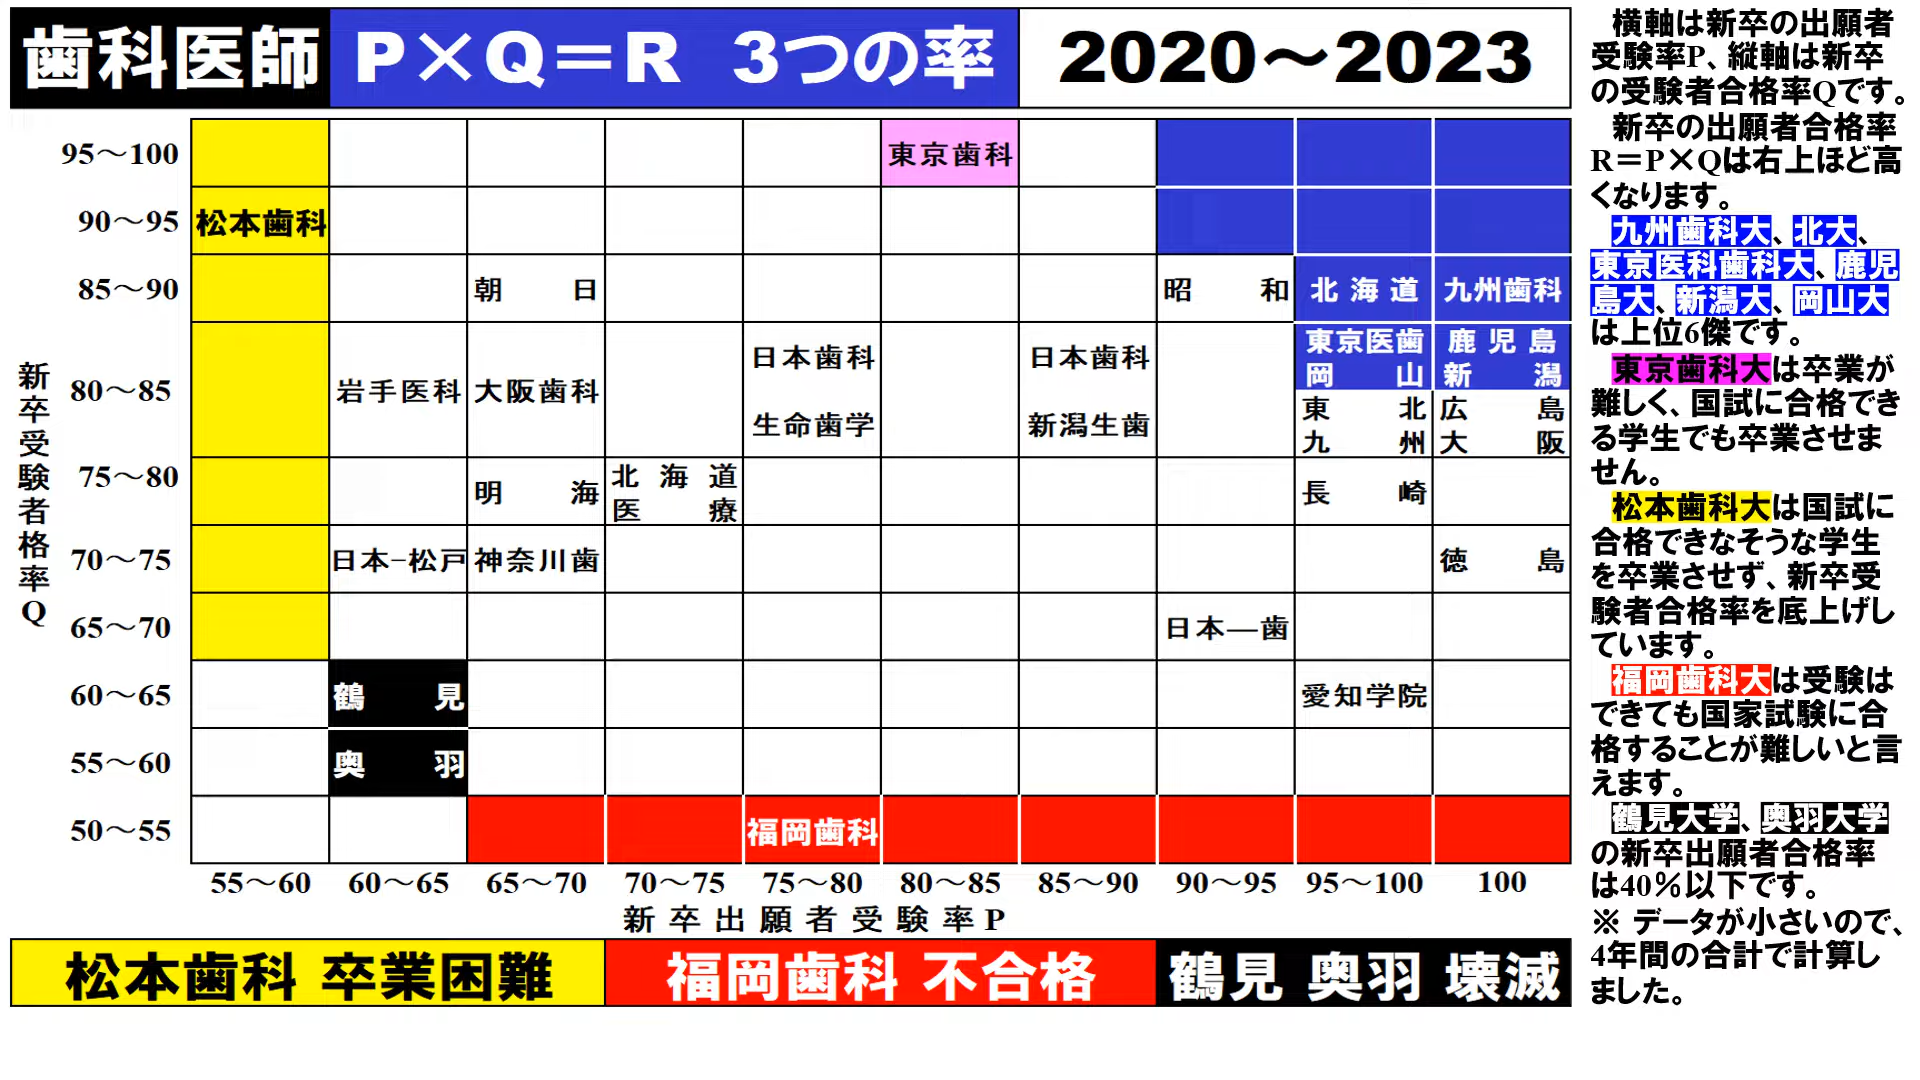 歯科医師 P×Q＝R 3つの率 2020～2023
95～100 東京歯科
90～95 松本歯科
85～90 朝日 昭和 北海道 九州歯科
80～85 岩手医科 大阪歯科
日本歯科
生命歯学
日本歯科
新潟生歯
東京医歯
岡山
東北
九州
鹿児島
新潟
広島
大阪
75～80 明海
北海道
医療
長崎
70～75 日本-松戸 神奈川歯 徳島
65～70 日本―歯
60～65 鶴見 愛知学院
55～60 奥羽
50～55 福岡歯科
新卒受験者格率Q
55～60 60～65 65～70 70～75 75～80 80～85 85～90 90～95 95～100 100
新卒出願者受験率P
松本歯科 卒業困難 福岡歯科 不合格 鶴見 奥羽 壊滅
横軸は新卒の出願者
受験率P、縦軸は新卒
の受験者合格率Qです。
新卒の出願者合格率
R＝P×Qは右上ほど高
くなります。
九州歯科大、北大、
東京医科歯科大、鹿児
島大、新潟大、岡山大
は上位6傑です。
東京歯科大は卒業が
難しく、国試に合格でき
る学生でも卒業させま
せん。
松本歯科大は国試に
合格できなそうな学生
を卒業させず、新卒受
験者合格率を底上げし
ています。
福岡歯科大は受験は
できても国家試験に合
格することが難しいと言
えます。
鶴見大学、奥羽大学
の新卒出願者合格率
は40％以下です。
※ データが小さいので、
4年間の合計で計算し
ました。